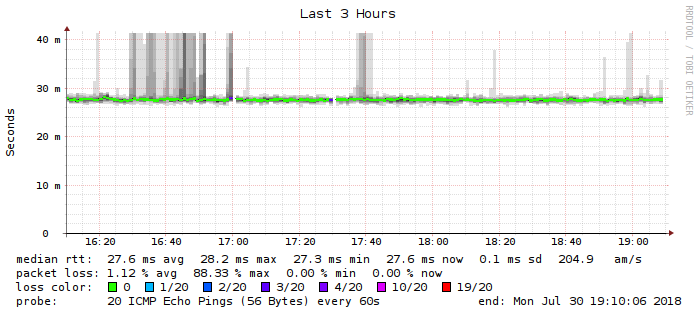 Last 3 Hours
RRDTOOL / TOBI OETIKER
Seconds
40 m
30 m
20 m
10 m
0
16:20 16:40 17:00 17:20 17:40 18:00 18:20 18:40 19:00
median rtt: 27.6 ms avg 28.2 ms max 27.3 ms min 27.6 ms now 0.1 ms sd 204.9 am/s
packet loss: 1.12 % avg 88.33 % max 0.00 % min 0.00 % now
loss color: 0 1/20 2/20 3/20 4/20 10/20 19/20
probe: 20 ICMP Echo Pings (56 Bytes) every 60s end: Mon Jul 30 19:10:06 2018